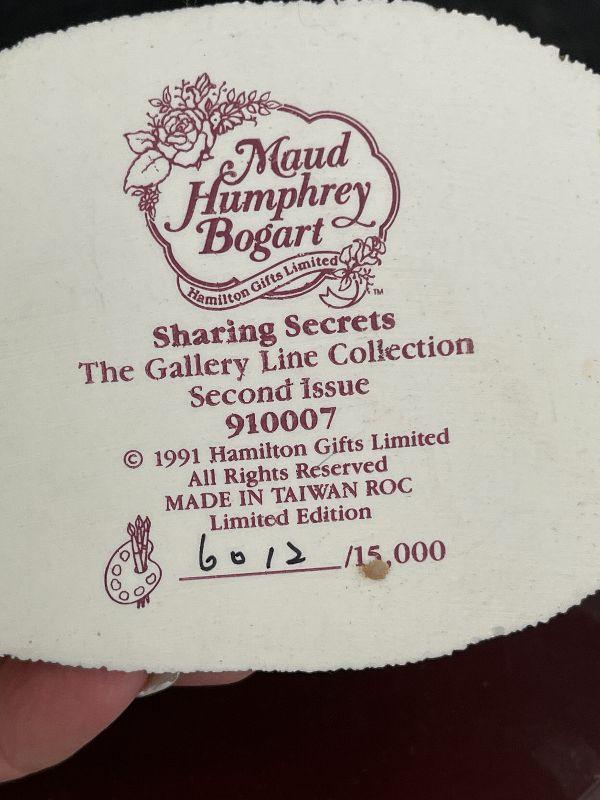 Maud
Humphrey
Bogart
Hamilton Gifts Limited
TM
Sharing Secrets
The Gallery Line Collection
Second Issue
910007
© 1991 Hamilton Gifts Limited
All Rights Reserved
MADE IN TAIWAN ROC
Limited Edition
6012/15,000